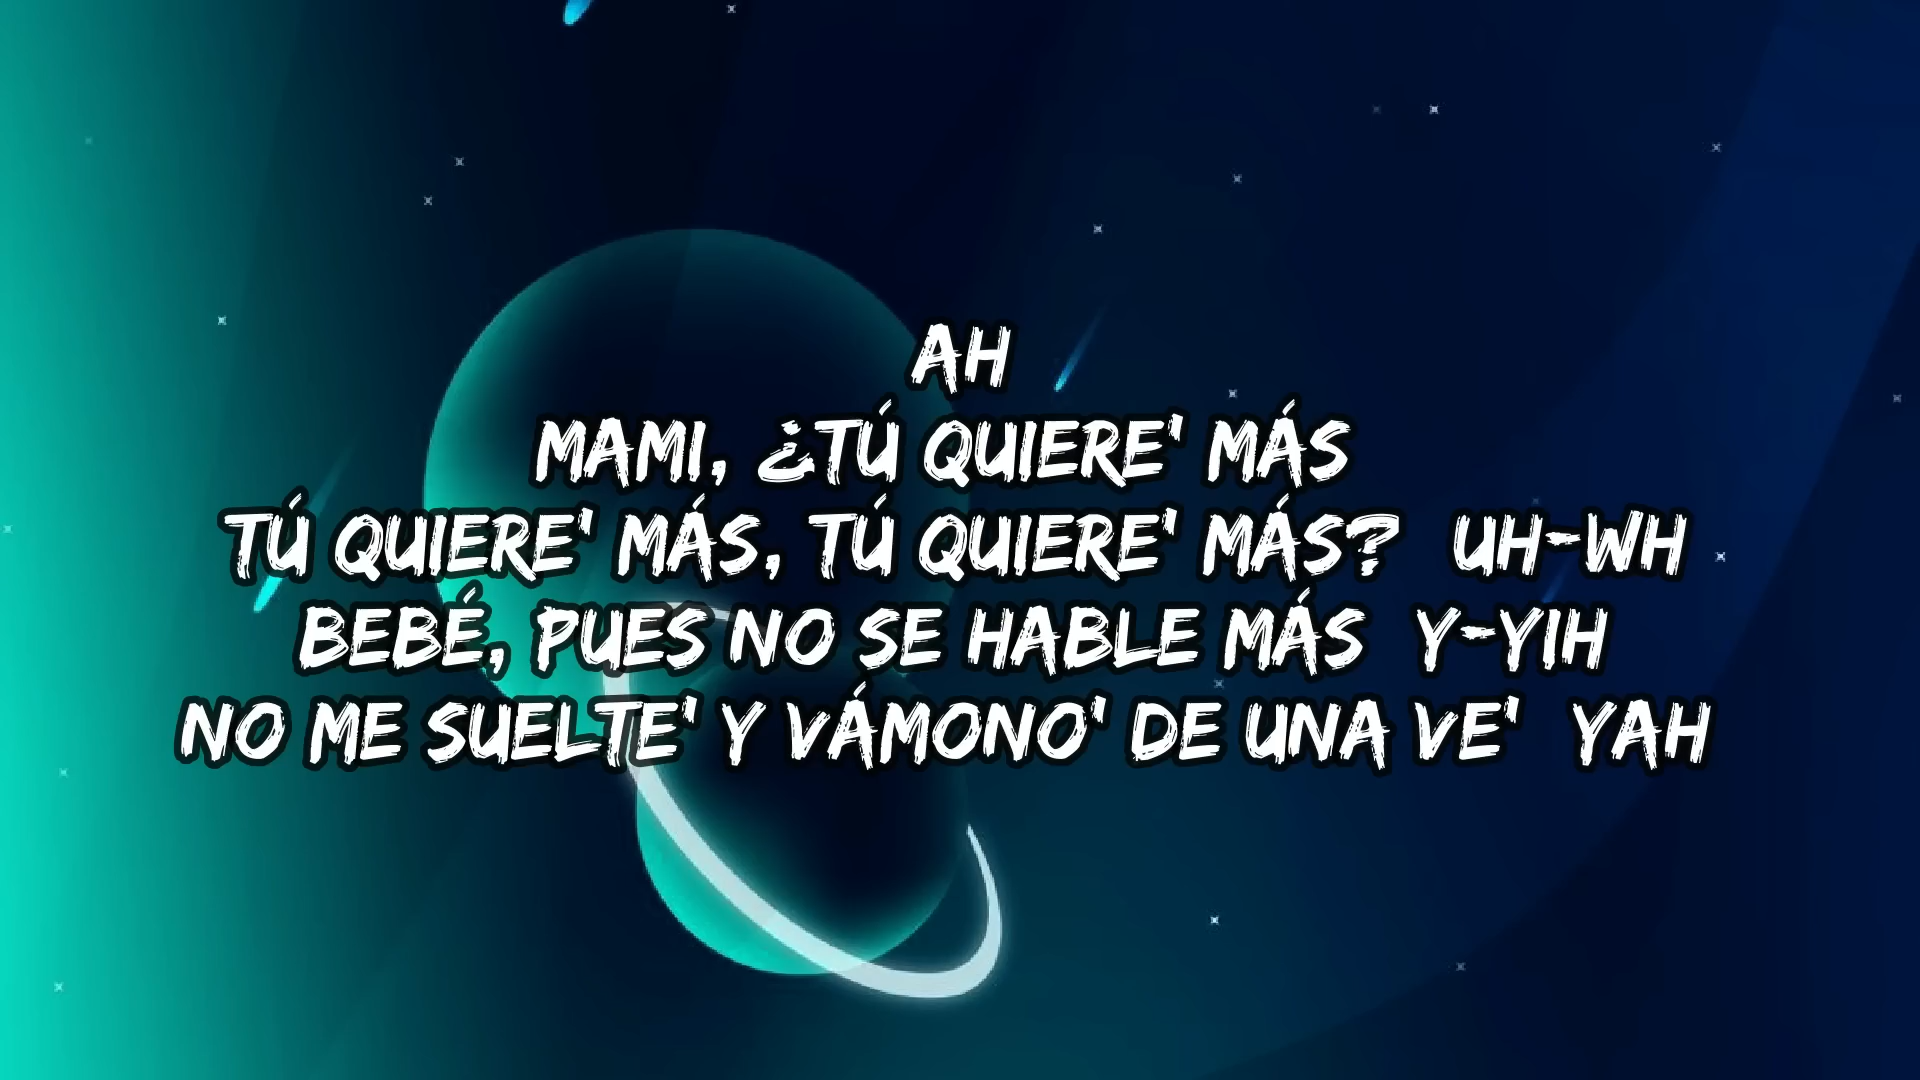 AH
MAMI, ¿TÚ QUIERE' MÁS
TÚ QUIERE' MÁS, TÚ QUIERE' MÁS? UH-WH
BEBÉ, PUES NO SE HABLE MÁS Y-YIH
NO ME SUELTE' Y VÁMONO' DE UNA VE' YAH